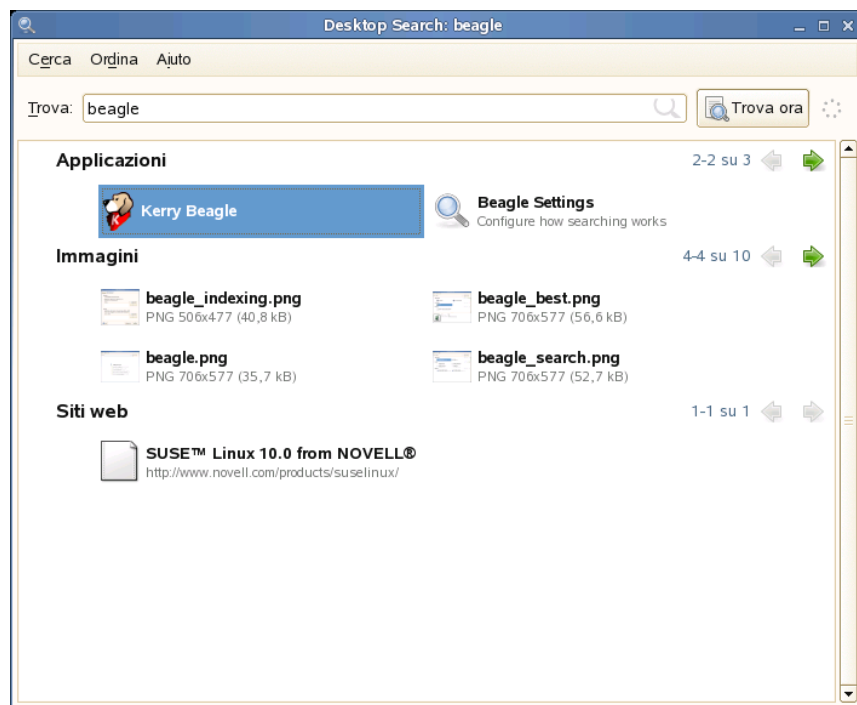 Desktop Search: beagle
Cerca Ordina Aiuto
Trova: beagle Trova ora
Applicazioni 2-2 su 3
Kerry Beagle Beagle Settings
Configure how searching works
Immagini 4-4 su 10
beagle_indexing.png beagle_best.png
PNG 506x477 (40,8 kB) PNG 706x577 (56,6 kB)
beagle.png beagle_search.png
PNG 706x577 (35,7 kB) PNG 706x577 (52,7 kB)
Siti web 1-1 su 1
SUSE™ Linux 10.0 from NOVELL®
http://www.novell.com/products/suselinux/